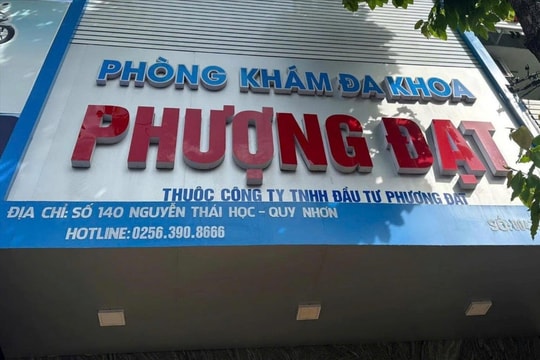 PHÒNG KHÁM ĐA KHOA
PHƯỢNG ĐẠT
THUỘC CÔNG TY TNHH ĐẦU TƯ PHƯỢNG ĐẠT
ĐỊA CHỈ: SỐ 140 NGUYỄN THÁI HỌC - QUY NHƠN
HOTLINE: 0256.390.8666